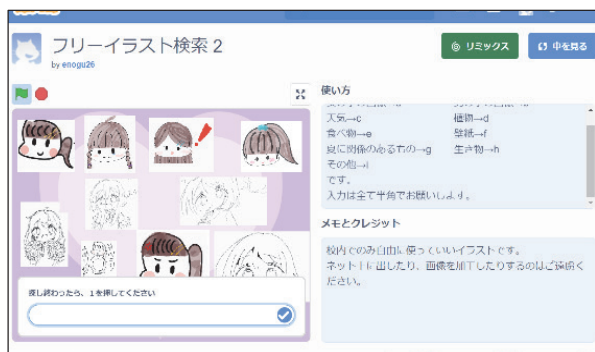 フリーイラスト検索2
by enogu26
リミックス
中を見る
使い方
天気→c
植物→d
食べ物→e
壁紙→f
夏に関係のあるもの→g
生き物→h
その他→i
です。
入力は全て半角でお願いします。
探し終わったら、1を押してください
メモとクレジット
校内でのみ自由に使っていいイラストです。
ネット上に出したり、画像を加工したりするのはご遠慮く
ださい。